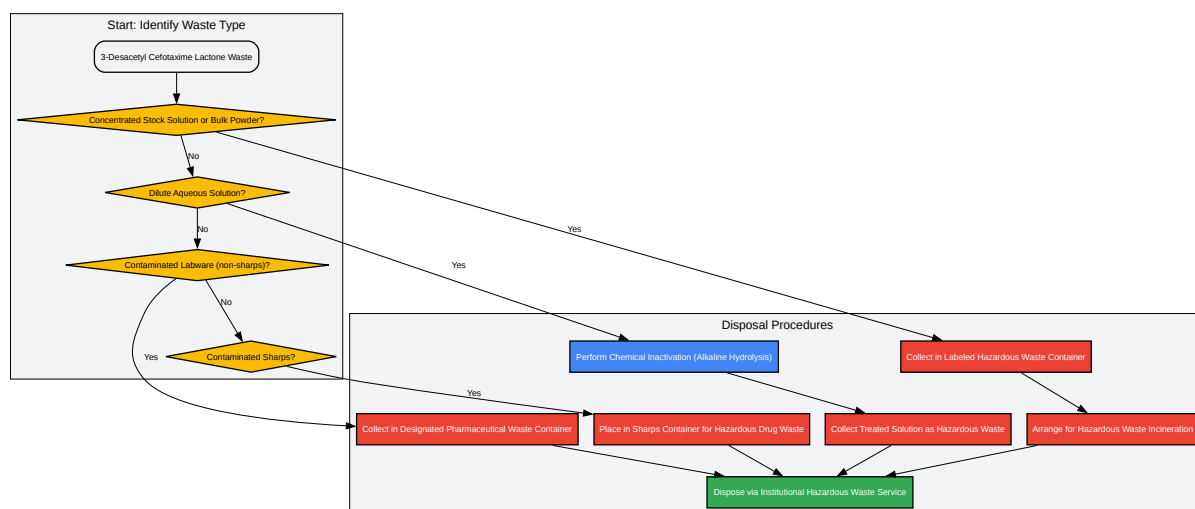 Start: Identify Waste Type
3-Desacetyl Cefotaxime Lactone Waste
Concentrated Stock Solution or Bulk Powder?
No
Dilute Aqueous Solution?
No
Yes
Contaminated Labware (non-sharps)?
Yes
No
Disposal Procedures
Contaminated Sharps?
Perform Chemical Inactivation (Alkaline Hydrolysis)
Collect in Labeled Hazardous Waste Container
Yes
Yes
Collect in Designated Pharmaceutical Waste Container
Place in Sharps Container for Hazardous Drug Waste
Collect Treated Solution as Hazardous Waste
Arrange for Hazardous Waste Incineration
Dispose via Institutional Hazardous Waste Service